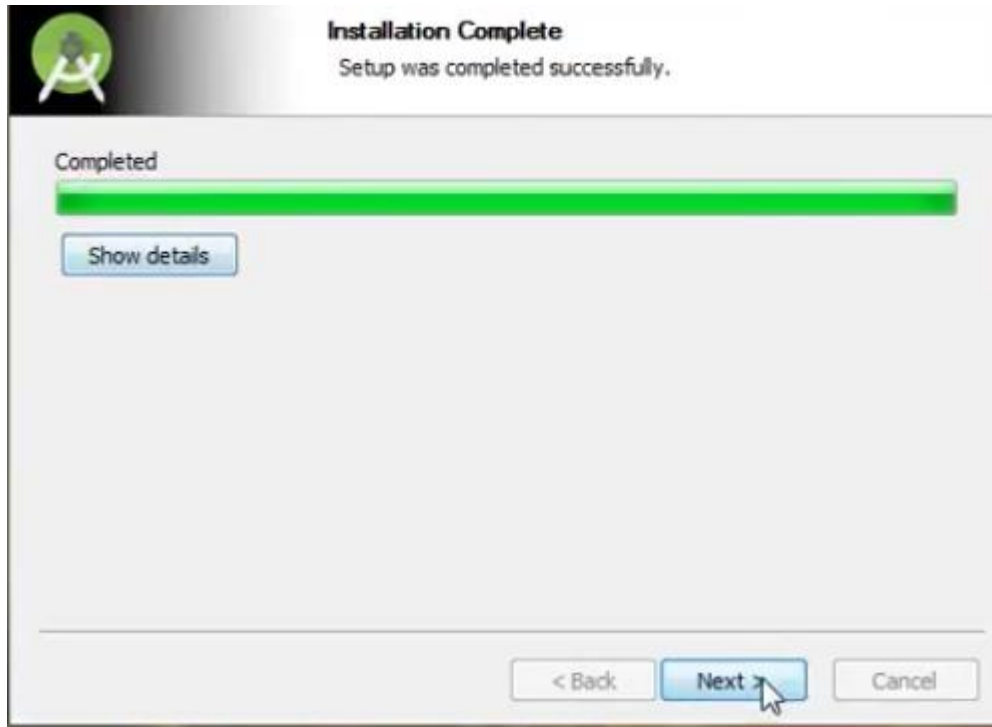 Installation Complete
Setup was completed successfully.
Completed
Show details
< Back Next > Cancel